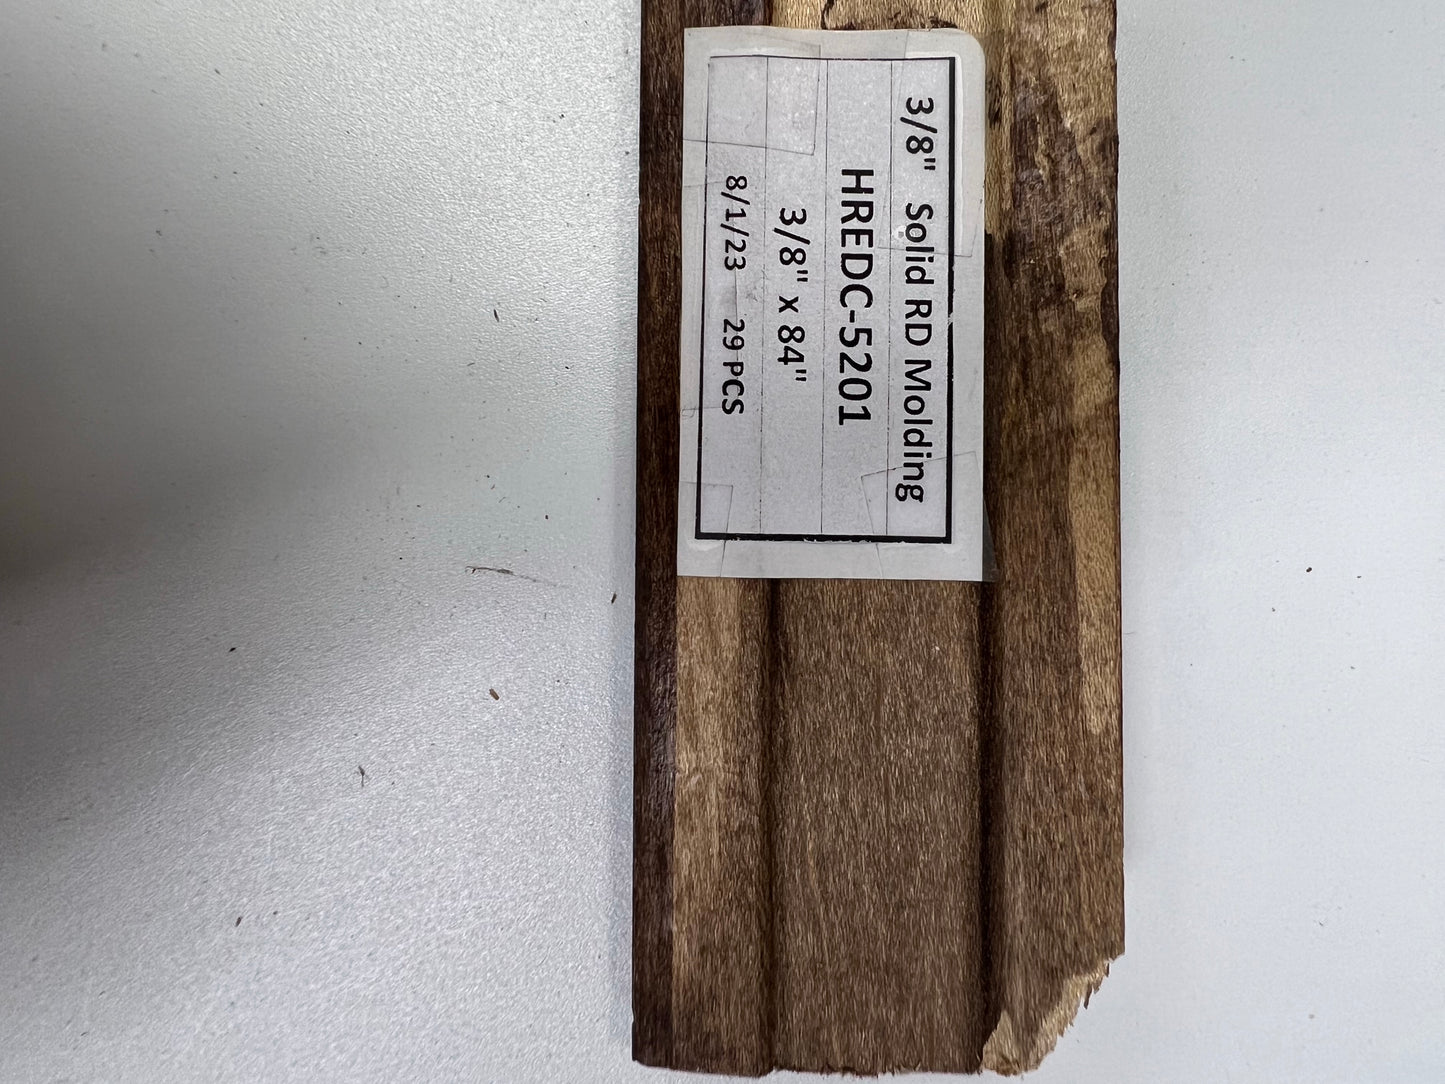 3/8" Solid RD Molding
HREDC-5201
3/8" x 84"
8/1/23 29 PCS